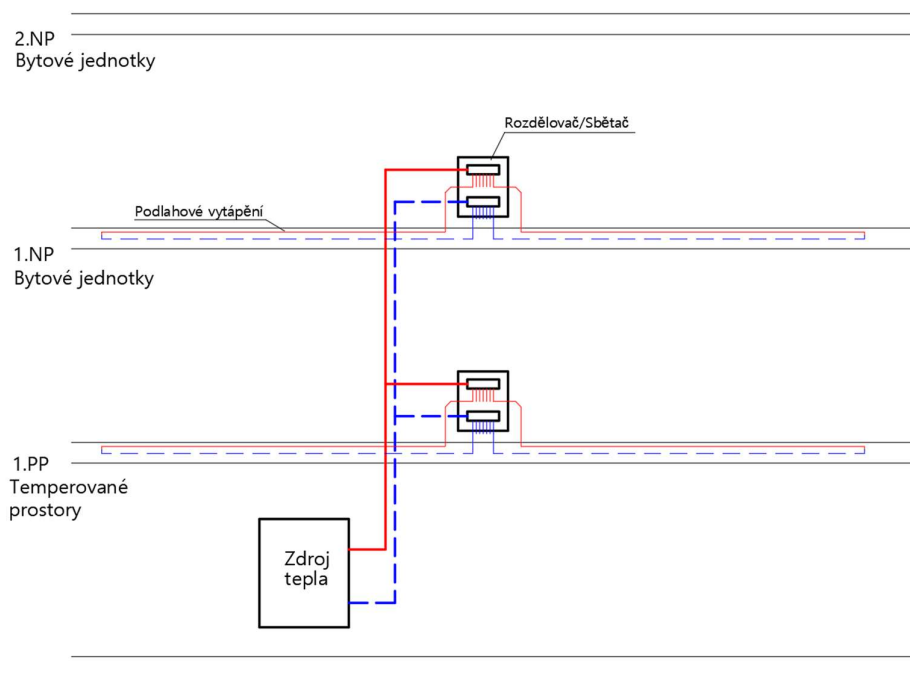 2.NP
Bytové jednotky
Rozdělovač/Sbětač
Podlahové vytápění
1.NP
Bytové jednotky
1.PP
Temperované
prostory
Zdroj
tepla